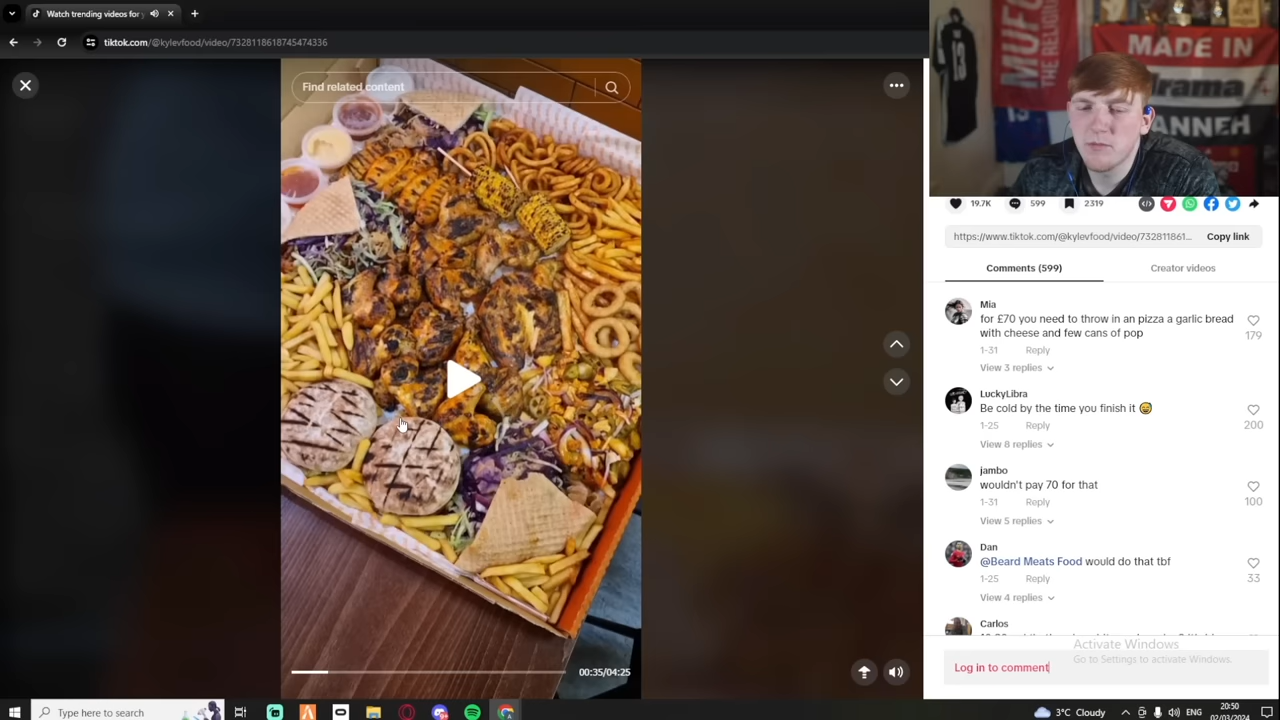 Watch trending videos for y
tiktok.com/@kylevfood/video/7328118618745474336
Find related content
MUFC
THE RELIGION
13
MADE IN
drama
ANNEH
19.7K
599
2319
https://www.tiktok.com/@kylevfood/video/732811861...
Copy link
Comments (599)
Creator videos
Mia
for £70 you need to throw in an pizza a garlic bread
with cheese and few cans of pop
179
1-31 Reply
View 3 replies
LuckyLibra
Be cold by the time you finish it 😅
200
1-25 Reply
View 8 replies
jambo
wouldn't pay 70 for that
100
1-31 Reply
View 5 replies
Dan
@Beard Meats Food would do that tbf
33
1-25 Reply
View 4 replies
Carlos
Activate Windows
Go to Settings to activate Windows.
Log in to comment
00:35/04:25
Type here to search
3°C Cloudy
ENG
20:50
02/03/2024